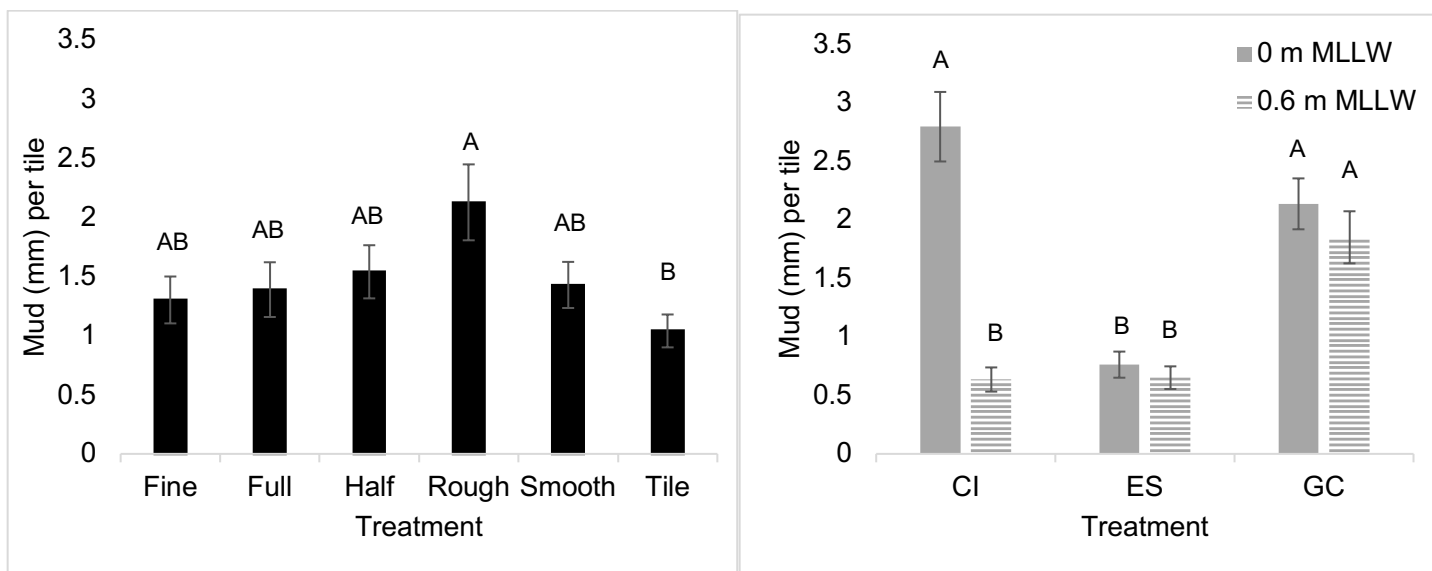 3.5
3
2.5
2
1.5
1
0.5
0
Mud (mm) per tile
AB
AB
AB
A
AB
B
Fine Full Half Rough Smooth Tile
Treatment
3.5
3
2.5
2
1.5
1
0.5
0
Mud (mm) per tile
0 m MLLW
0.6 m MLLW
A
B
B
B
A
A
CI ES GC
Treatment